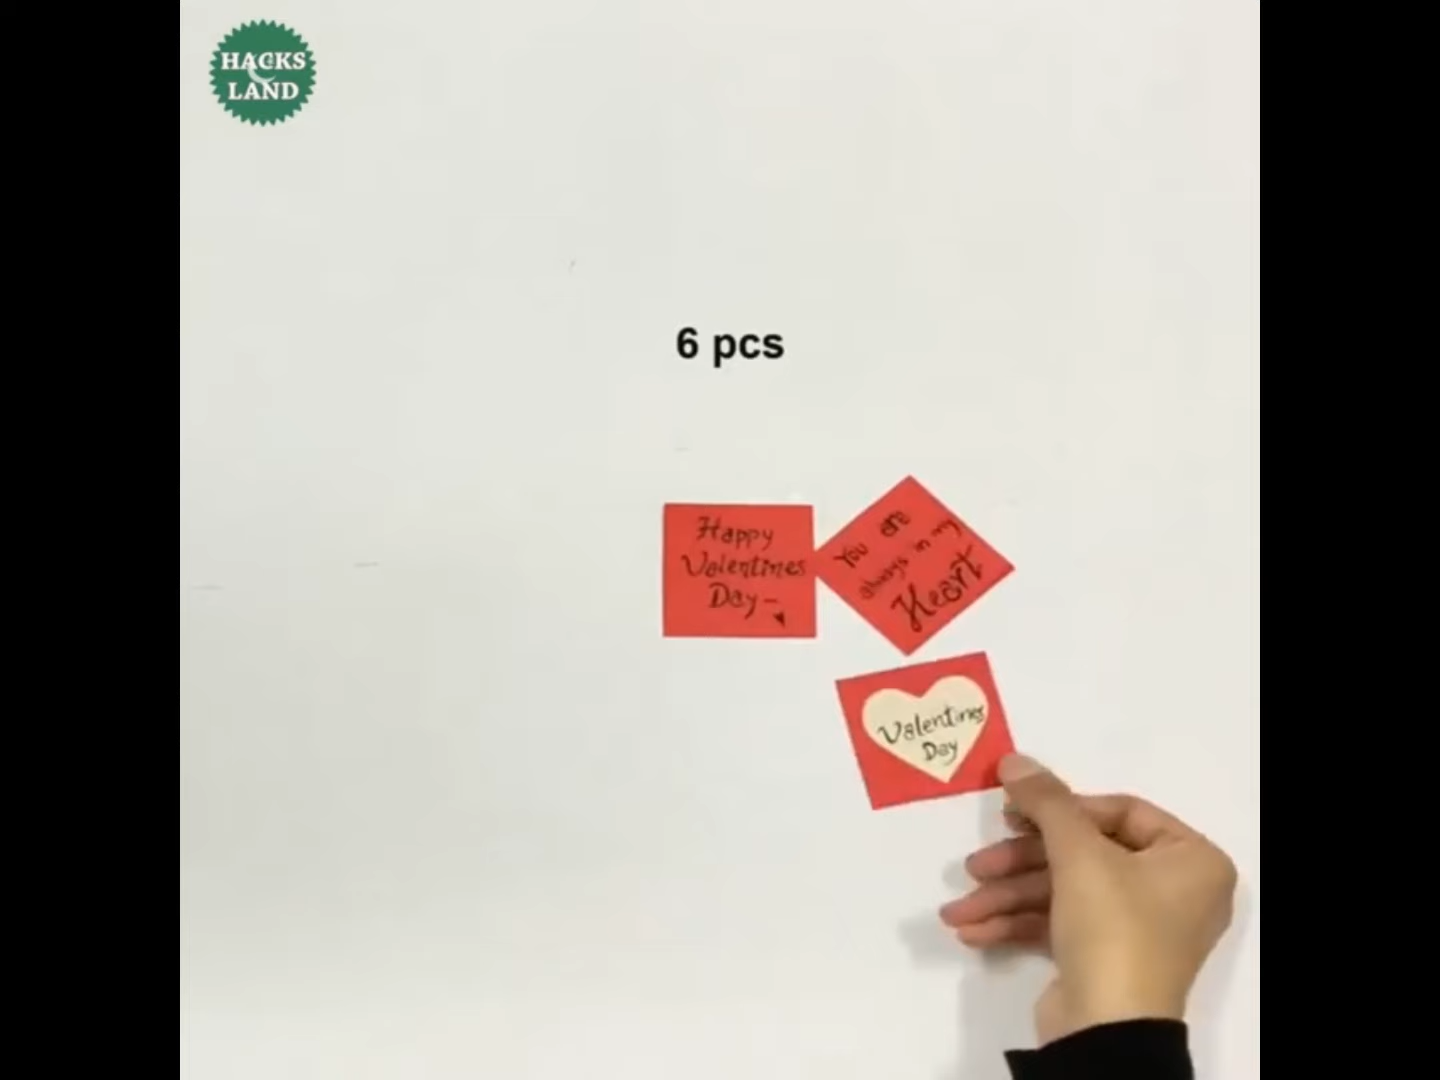 HACKS
LAND
6 pcs
Happy
Valentines
Day-
You are
always in my
Heart
Valentines
Day